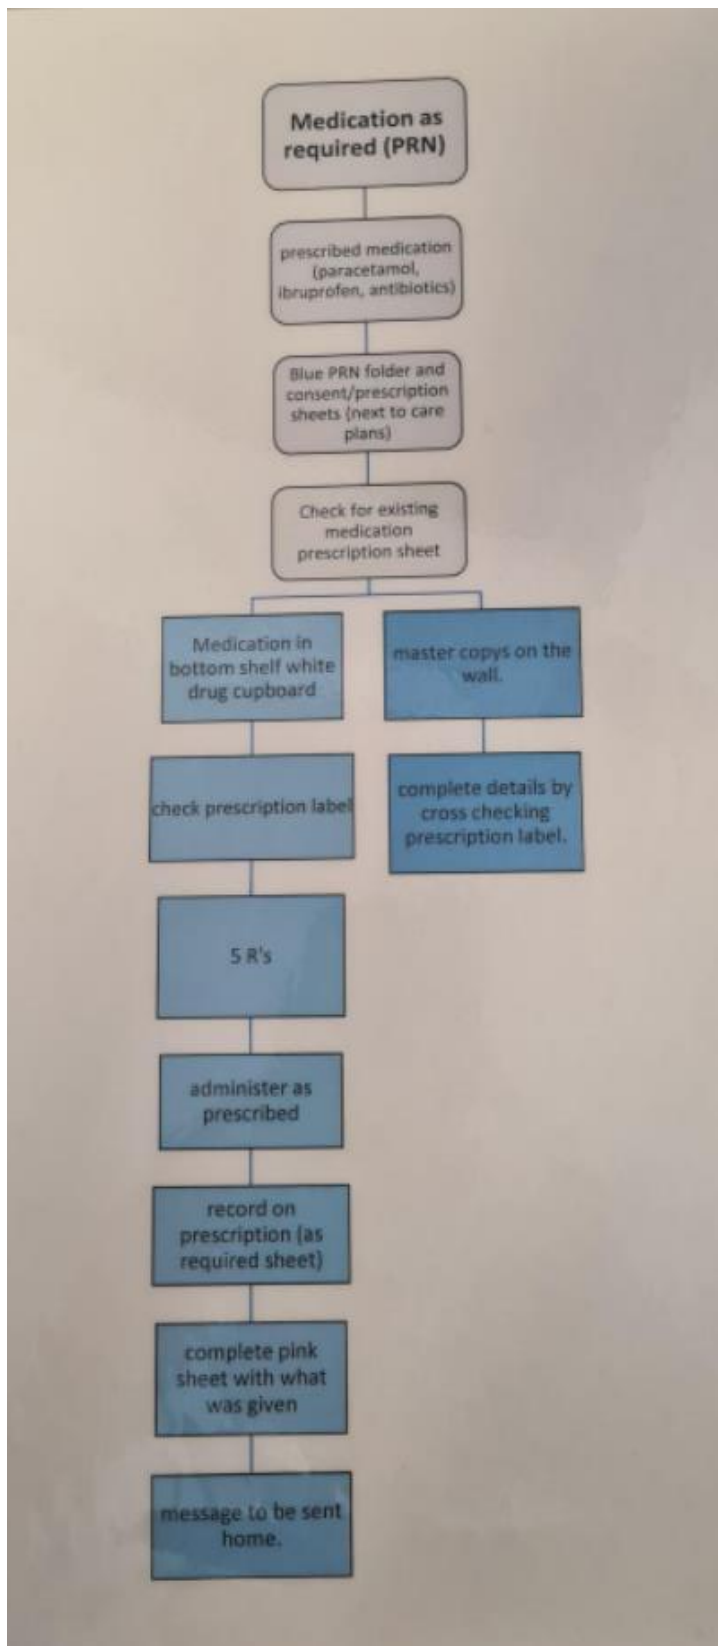 Medication as
required (PRN)
prescribed medication
(paracetamol,
ibruprofen, antibiotics)
Blue PRN folder and
consent/prescription
sheets (next to care
plans)
Check for existing
medication
prescription sheet
Medication in
bottom shelf white
drug cupboard
master copys on the
wall.
check prescription label
complete details by
cross checking
prescription label.
5 R's
administer as
prescribed
record on
prescription (as
required sheet)
complete pink
sheet with what
was given
message to be sent
home.